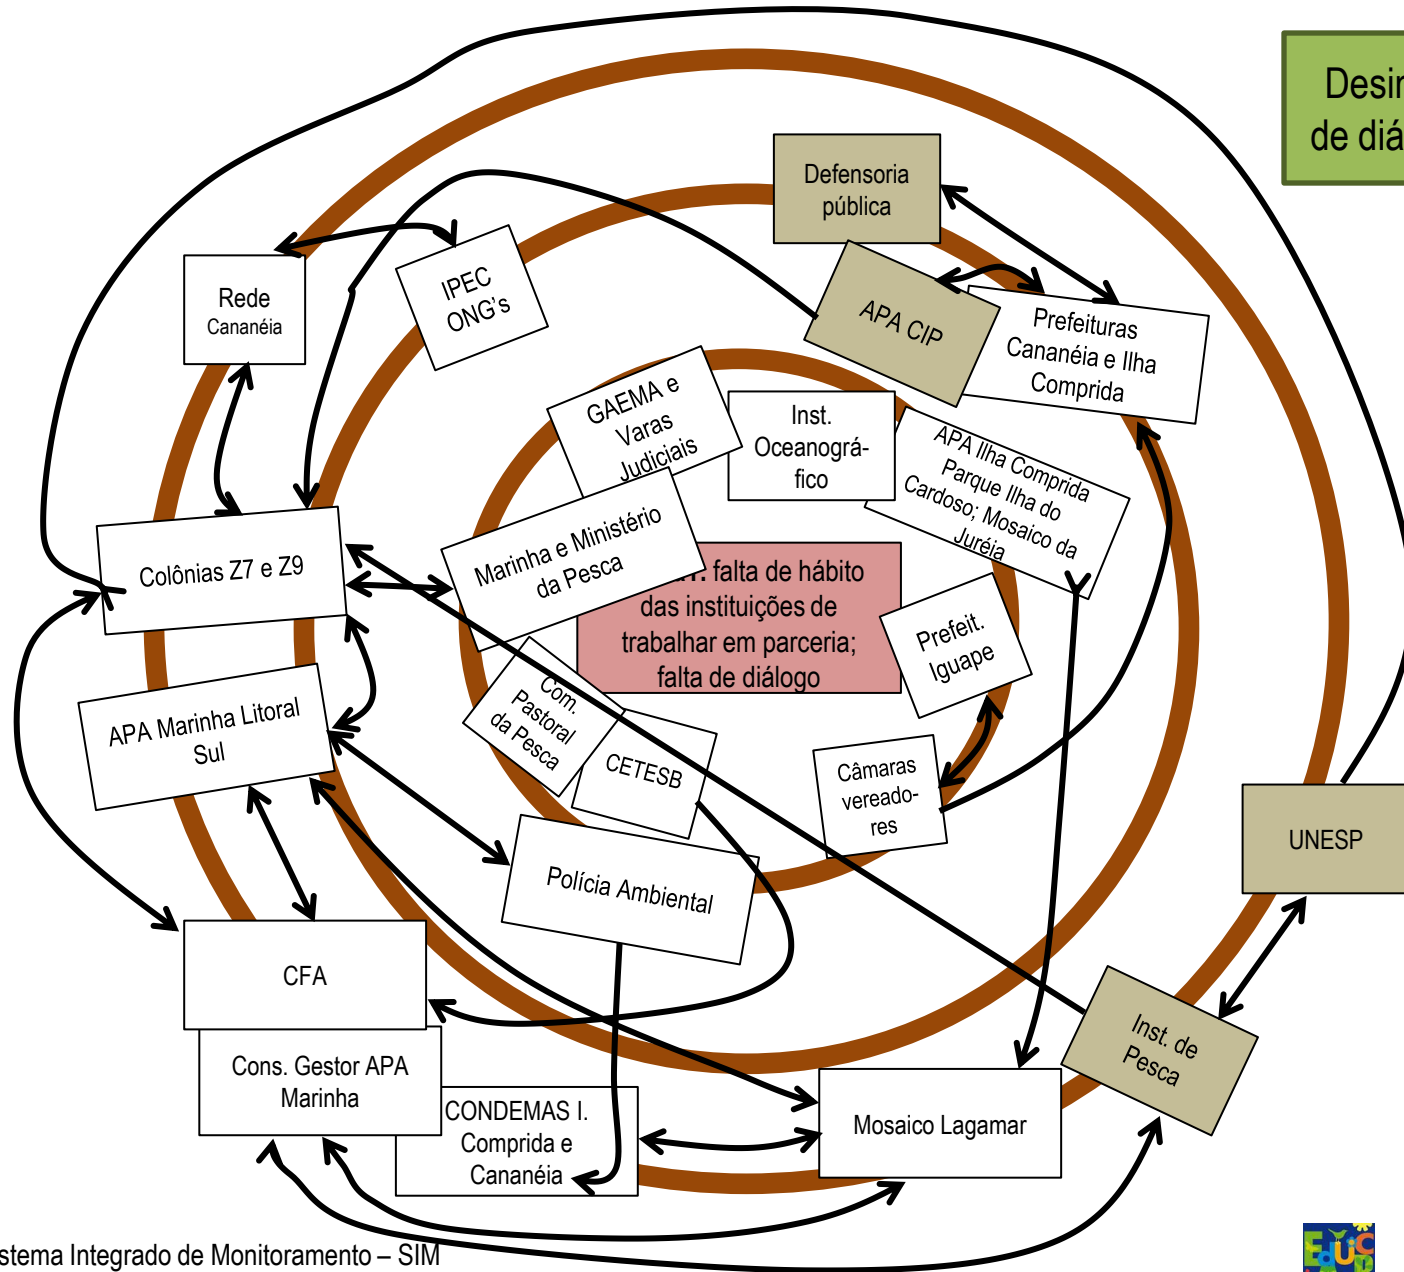 Defensoria
pública
Rede
Cananéia
IPEC
ONG's
APA CIP
Prefeituras
Cananéia e Ilha
Comprida
GAEMA e
Varas
Judiciais
Inst.
Oceanográ-
fico
APA Ilha Comprida
Parque Ilha do
Cardoso; Mosaico da
Juréia
Colônias Z7 e Z9
Marinha e Ministério
da Pesca
falta de hábito
das instituições de
trabalhar em parceria;
falta de diálogo
Prefeit.
Iguape
APA Marinha Litoral
Sul
Com.
Pastoral
da Pesca
CETESB
Câmaras
vereado-
res
UNESP
Polícia Ambiental
CFA
Inst. de
Pesca
Cons. Gestor APA
Marinha
CONDEMAS I.
Comprida e
Cananéia
Mosaico Lagamar
Integrado de Monitoramento – SIM